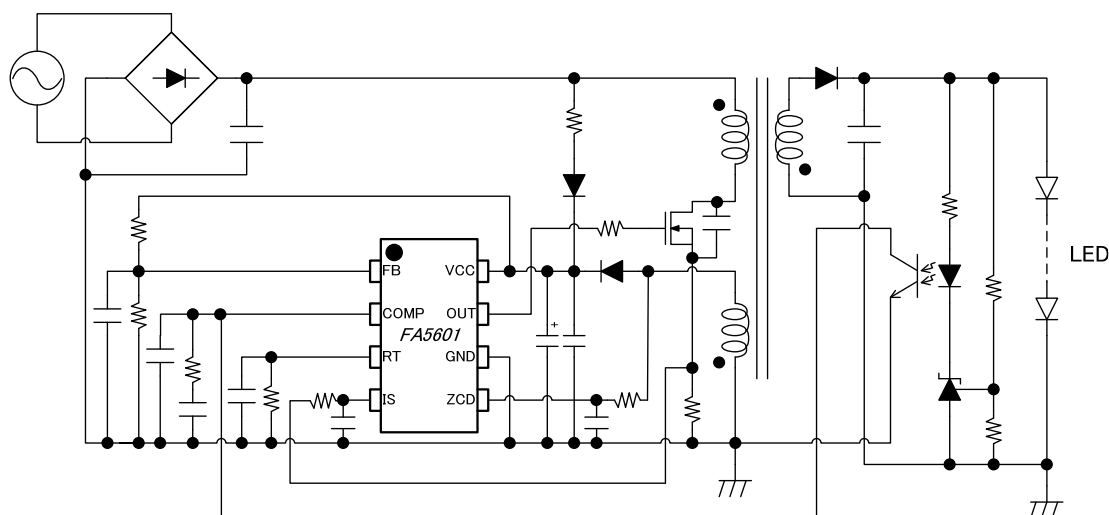 FB
VCC
COMP
OUT
FA5601
RT
GND
IS
ZCD
+
LED